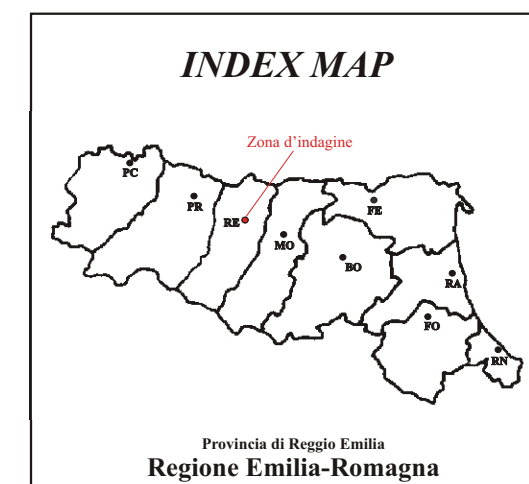 INDEX MAP
Zona d'indagine
PC
PR
RE
MO
FE
BO
RA
FO
RN
Provincia di Reggio Emilia
Regione Emilia-Romagna